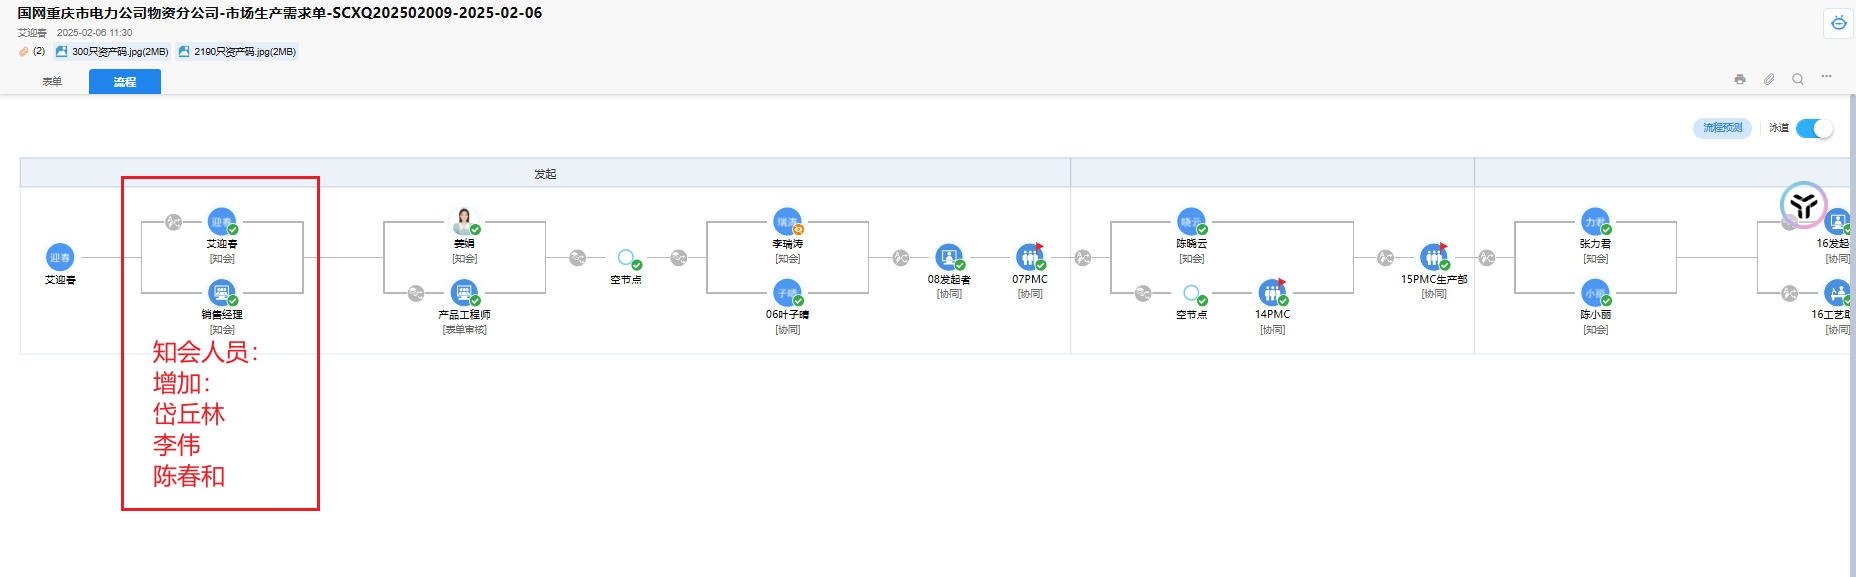 国网重庆市电力公司物资分公司-市场生产需求单-SCXQ202502009-2025-02-06
艾迎春 2025-02-06 11:30
(2) 300只资产码.jpg(2MB) 2190只资产码.jpg(2MB)
表单 流程
流程预测 泳道
发起
迎春
艾迎春
迎春
艾迎春
[知会]
销售经理
[知会]
姜娟
[知会]
产品工程师
[表单审核]
空节点
瑞涛
李瑞涛
[知会]
子晴
06叶子晴
[协同]
08发起者
[协同]
07PMC
[协同]
晓云
陈晓云
[知会]
空节点
14PMC
[协同]
15PMC生产部
[协同]
力君
张力君
[知会]
小丽
陈小丽
[知会]
16发起
[协同]
16工艺
[协同]
知会人员：
增加：
岱丘林
李伟
陈春和